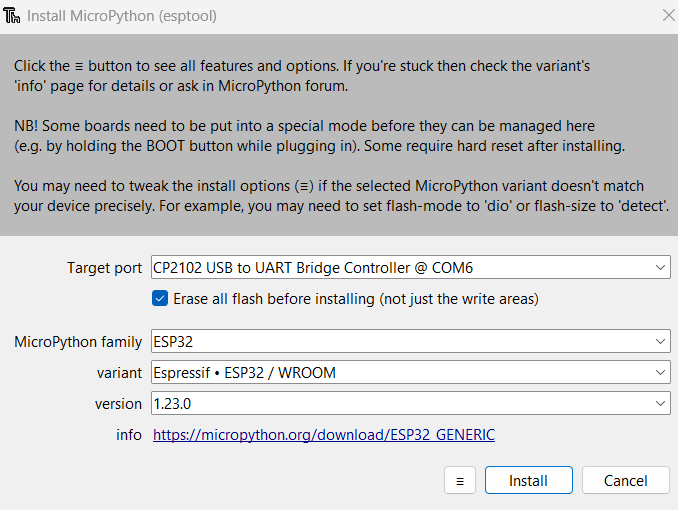 Install MicroPython (esptool)
Click the ≡ button to see all features and options. If you're stuck then check the variant's
'info' page for details or ask in MicroPython forum.
NB! Some boards need to be put into a special mode before they can be managed here
(e.g. by holding the BOOT button while plugging in). Some require hard reset after installing.
You may need to tweak the install options (≡) if the selected MicroPython variant doesn't match
your device precisely. For example, you may need to set flash-mode to 'dio' or flash-size to 'detect'.
Target port CP2102 USB to UART Bridge Controller @ COM6
Erase all flash before installing (not just the write areas)
MicroPython family ESP32
variant Espressif • ESP32 / WROOM
version 1.23.0
info https://micropython.org/download/ESP32_GENERIC
≡ Install Cancel